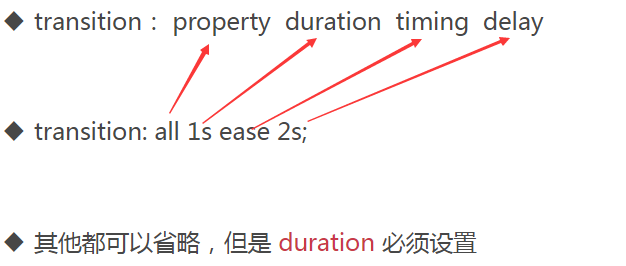 ◆ transition： property duration timing delay
◆ transition: all 1s ease 2s;
◆ 其他都可以省略，但是 duration 必须设置